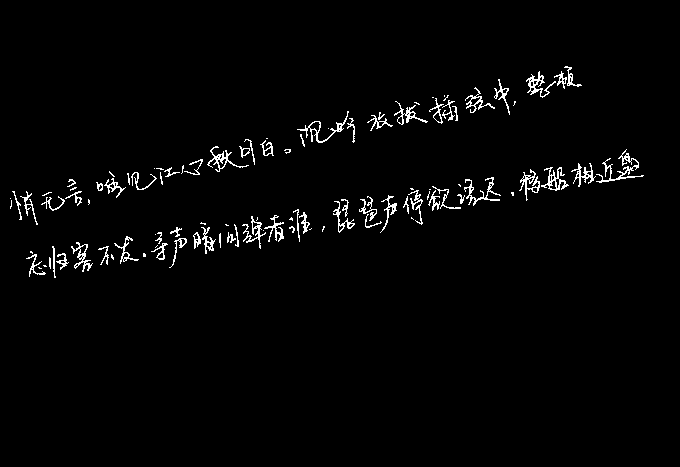 悄无言,唯见江心秋月白。沉吟放拨插弦中,整顿
忘归客不发.寻声暗问弹者谁,琵琶声停欲语迟.移船相近邀